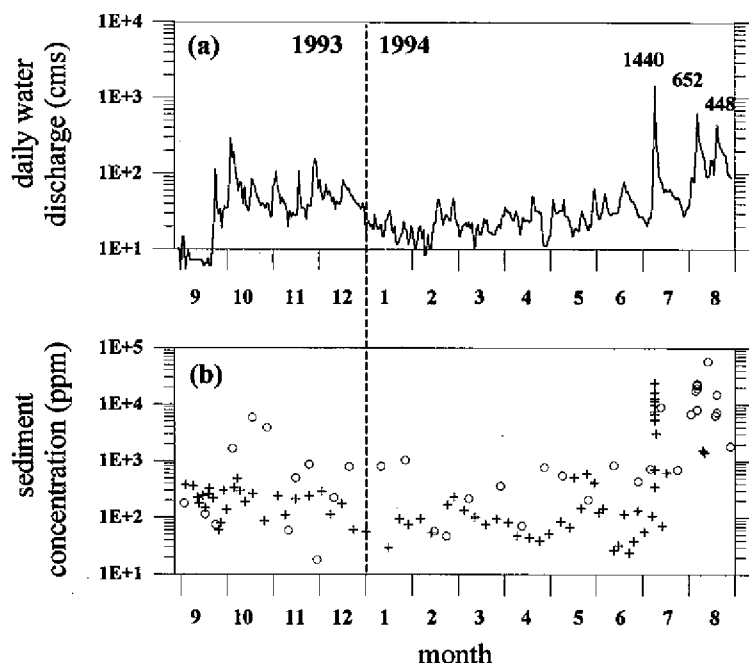 (a) 1993 1994
1440
652
448
daily water
discharge (cms)
1E+4
1E+3
1E+2
1E+1
9 10 11 12 1 2 3 4 5 6 7 8
month
(b)
sediment
concentration (ppm)
1E+5
1E+4
1E+3
1E+2
1E+1
9 10 11 12 1 2 3 4 5 6 7 8
month